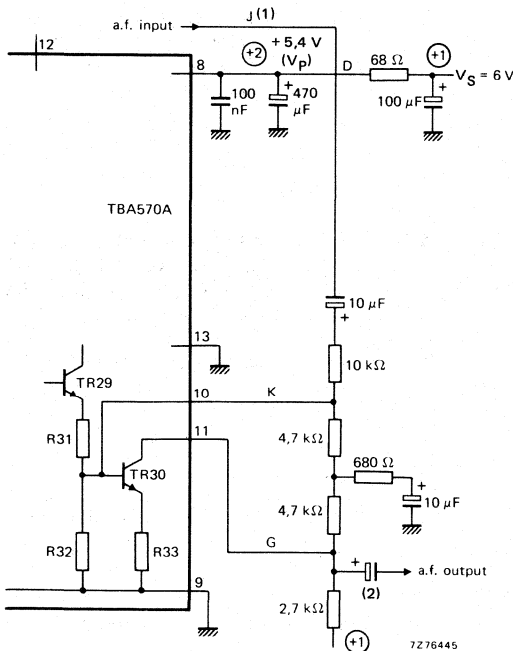 a.f. input
J (1)
12
8
+2
+ 5,4 V
(VP)
D
68 Ω
+1
VS = 6 V
+
100
nF
+
470
μF
100 μF
+
TBA570A
10 μF
+
13
10 kΩ
TR29
10
K
11
R31
4,7 kΩ
680 Ω
+
TR30
10 μF
4,7 kΩ
R32
R33
G
9
+
a.f. output
(2)
2,7 kΩ
+1
7Z76445